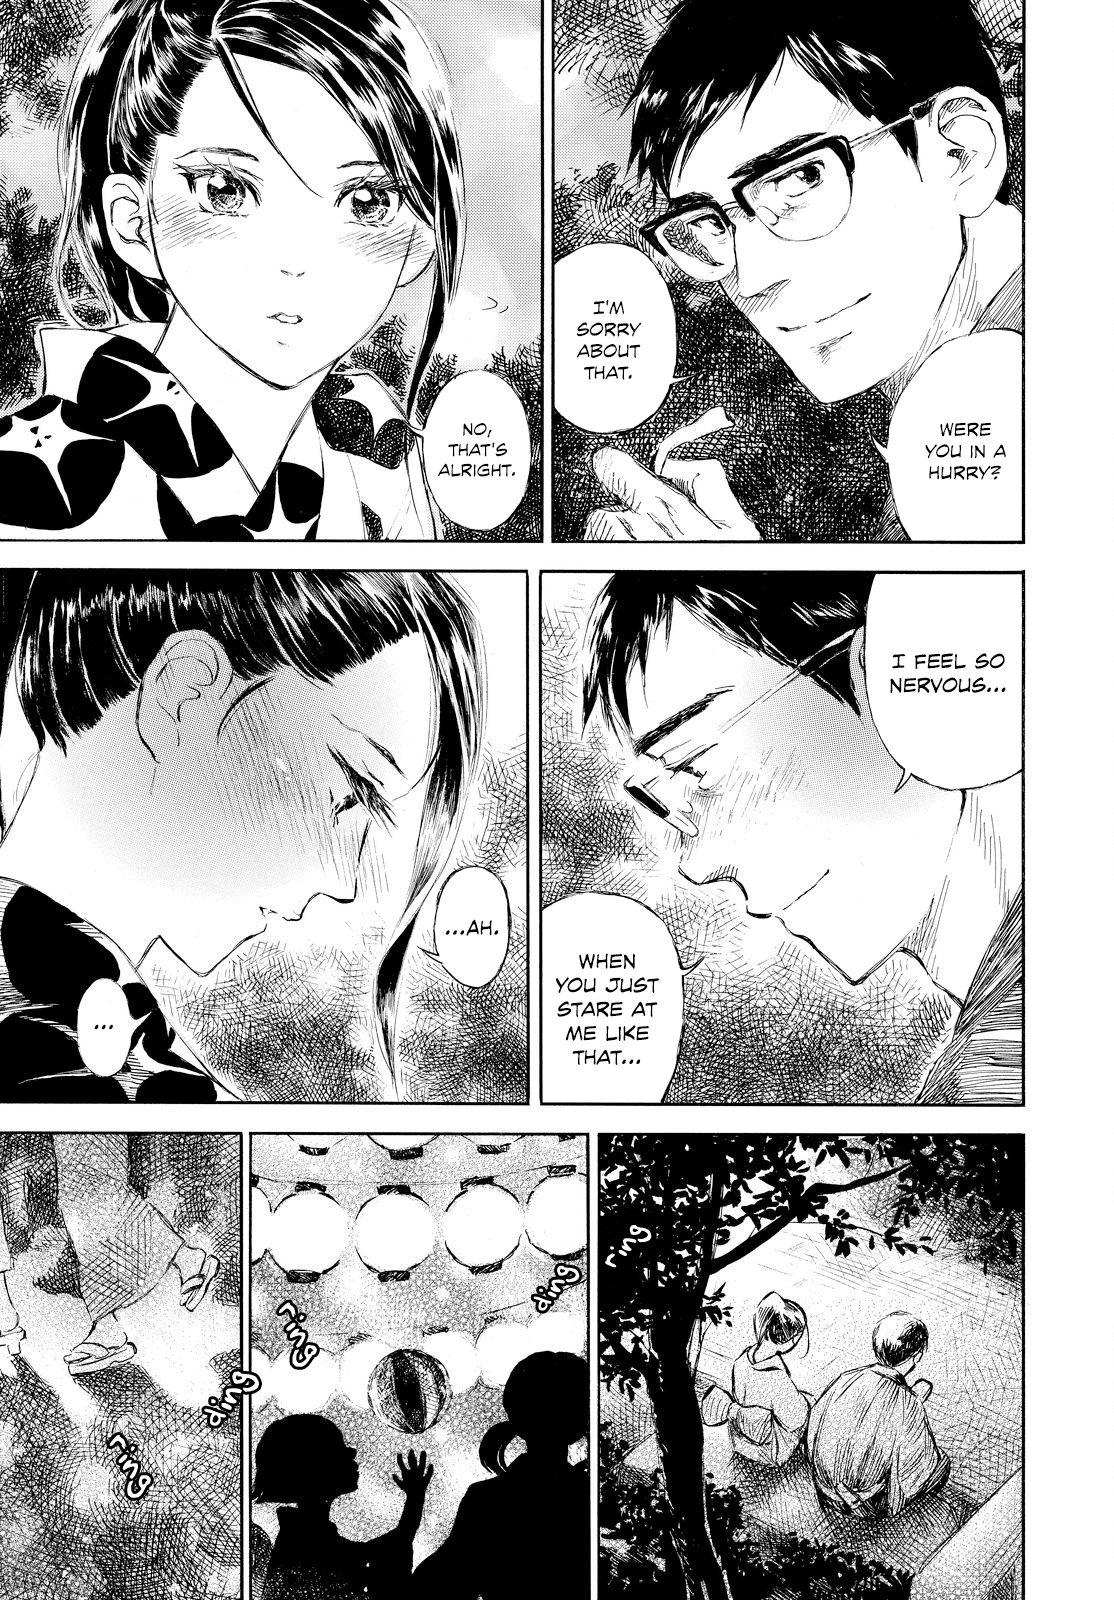 I'M
SORRY
ABOUT
THAT.
WERE
YOU IN A
HURRY?
NO,
THAT'S
ALRIGHT.
I FEEL SO
NERVOUS...
WHEN
YOU JUST
STARE AT
ME LIKE
THAT...
...AH.
...
ring
ding
ring
ding
ring